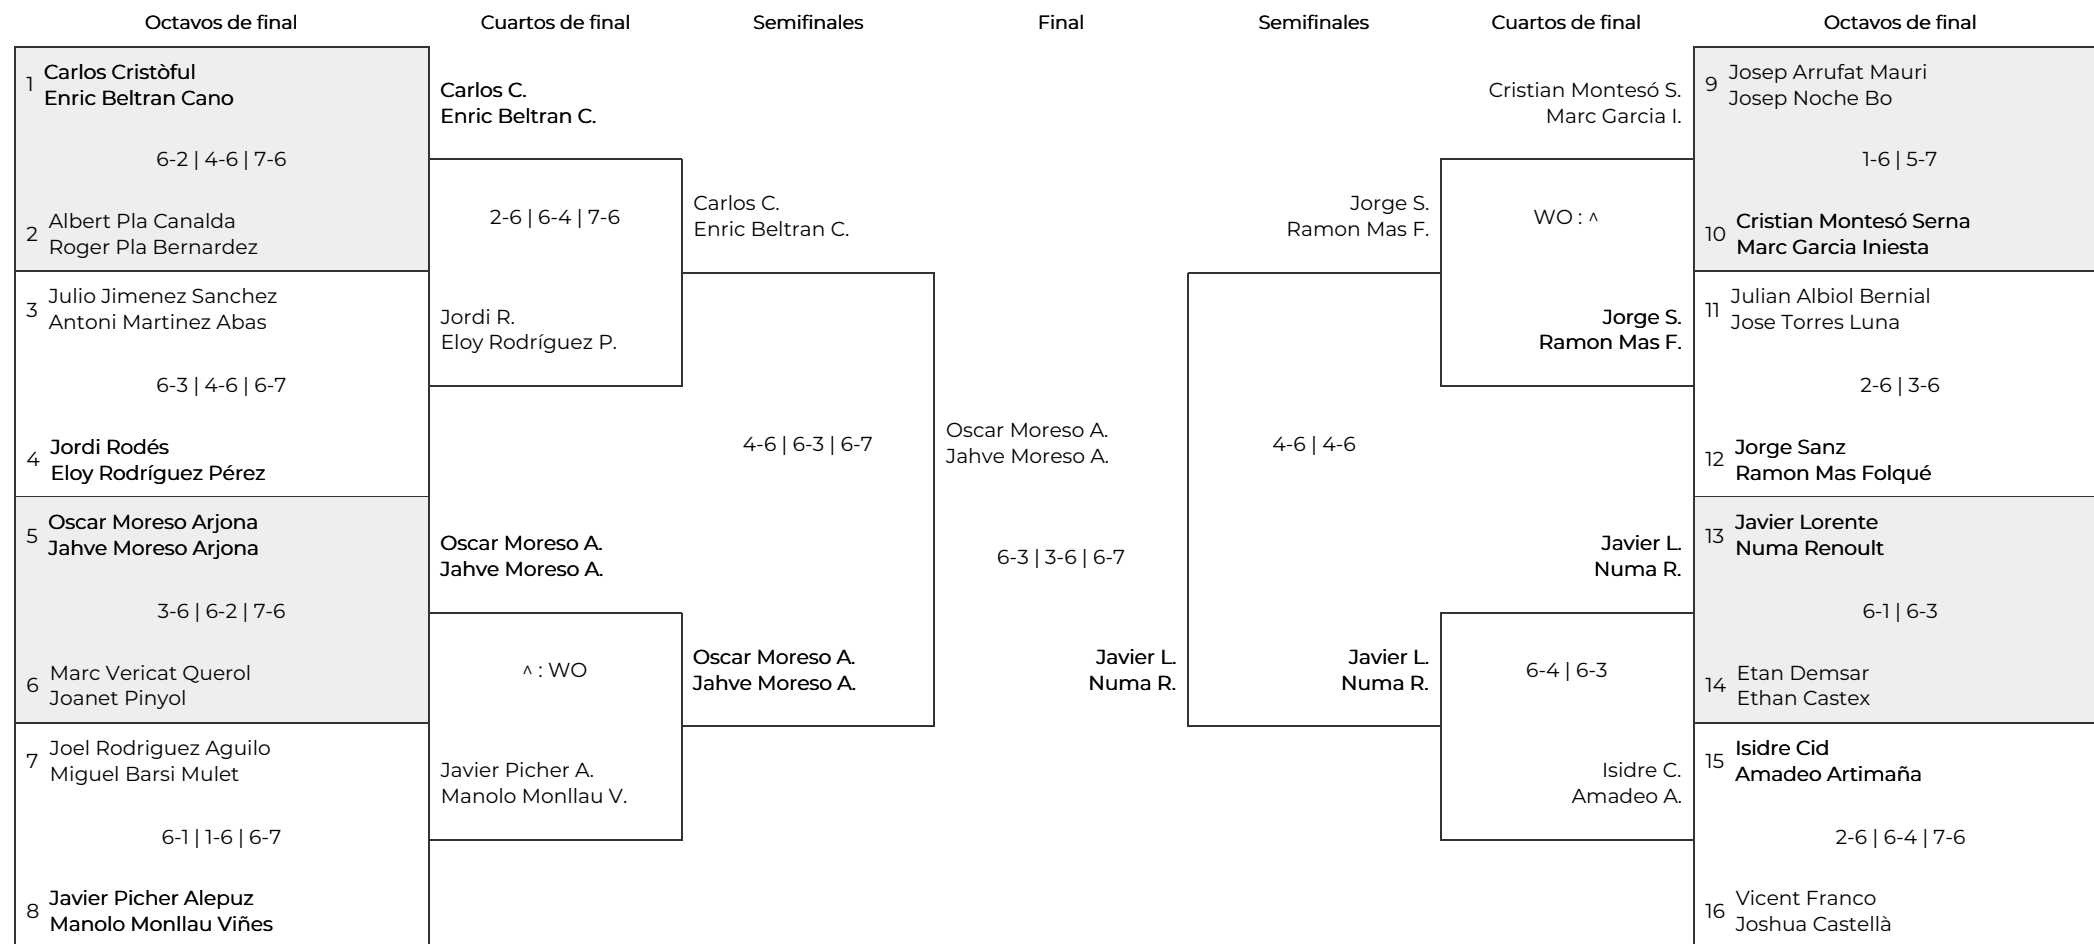 Octavos de final
Cuartos de final
Semifinales
Final
Semifinales
Cuartos de final
Octavos de final
1
Carlos Cristòful
Enric Beltran Cano
6-2 | 4-6 | 7-6
2
Albert Pla Canalda
Roger Pla Bernardez
3
Julio Jimenez Sanchez
Antoni Martinez Abas
6-3 | 4-6 | 6-7
4
Jordi Rodés
Eloy Rodríguez Pérez
5
Oscar Moreso Arjona
Jahve Moreso Arjona
3-6 | 6-2 | 7-6
6
Marc Vericat Querol
Joanet Pinyol
7
Joel Rodriguez Aguilo
Miguel Barsi Mulet
6-1 | 1-6 | 6-7
8
Javier Picher Alepuz
Manolo Monllau Viñes
Carlos C.
Enric Beltran C.
2-6 | 6-4 | 7-6
Jordi R.
Eloy Rodríguez P.
Oscar Moreso A.
Jahve Moreso A.
^ : WO
Javier Picher A.
Manolo Monllau V.
Carlos C.
Enric Beltran C.
4-6 | 6-3 | 6-7
Oscar Moreso A.
Jahve Moreso A.
Oscar Moreso A.
Jahve Moreso A.
6-3 | 3-6 | 6-7
Javier L.
Numa R.
Jorge S.
Ramon Mas F.
4-6 | 4-6
Javier L.
Numa R.
Cristian Montesó S.
Marc Garcia I.
WO : ^
Jorge S.
Ramon Mas F.
Javier L.
Numa R.
6-4 | 6-3
Isidre C.
Amadeo A.
9
Josep Arrufat Mauri
Josep Noche Bo
1-6 | 5-7
10
Cristian Montesó Serna
Marc Garcia Iniesta
11
Julian Albiol Bernial
Jose Torres Luna
2-6 | 3-6
12
Jorge Sanz
Ramon Mas Folqué
13
Javier Lorente
Numa Renoult
6-1 | 6-3
14
Etan Demsar
Ethan Castex
15
Isidre Cid
Amadeo Artimaña
2-6 | 6-4 | 7-6
16
Vicent Franco
Joshua Castellà